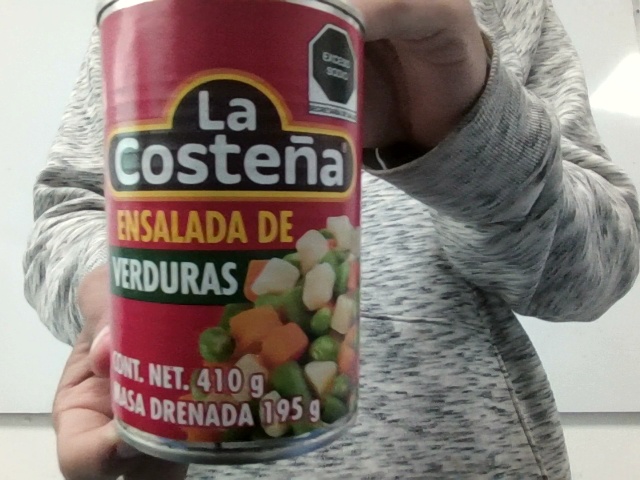 EXCESO
SODIO
La
Costeña
ENSALADA DE
VERDURAS
CONT. NET. 410 g
MASA DRENADA 195 g